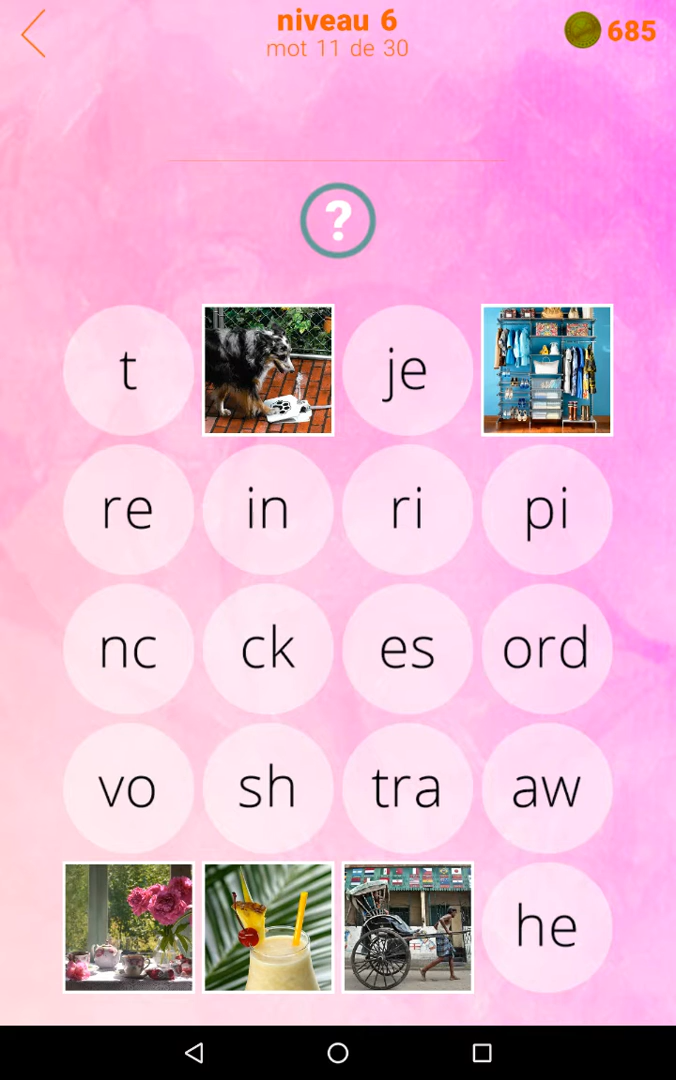 niveau 6
mot 11 de 30
685
?
t je
re in ri pi
nc ck es ord
vo sh tra aw
he